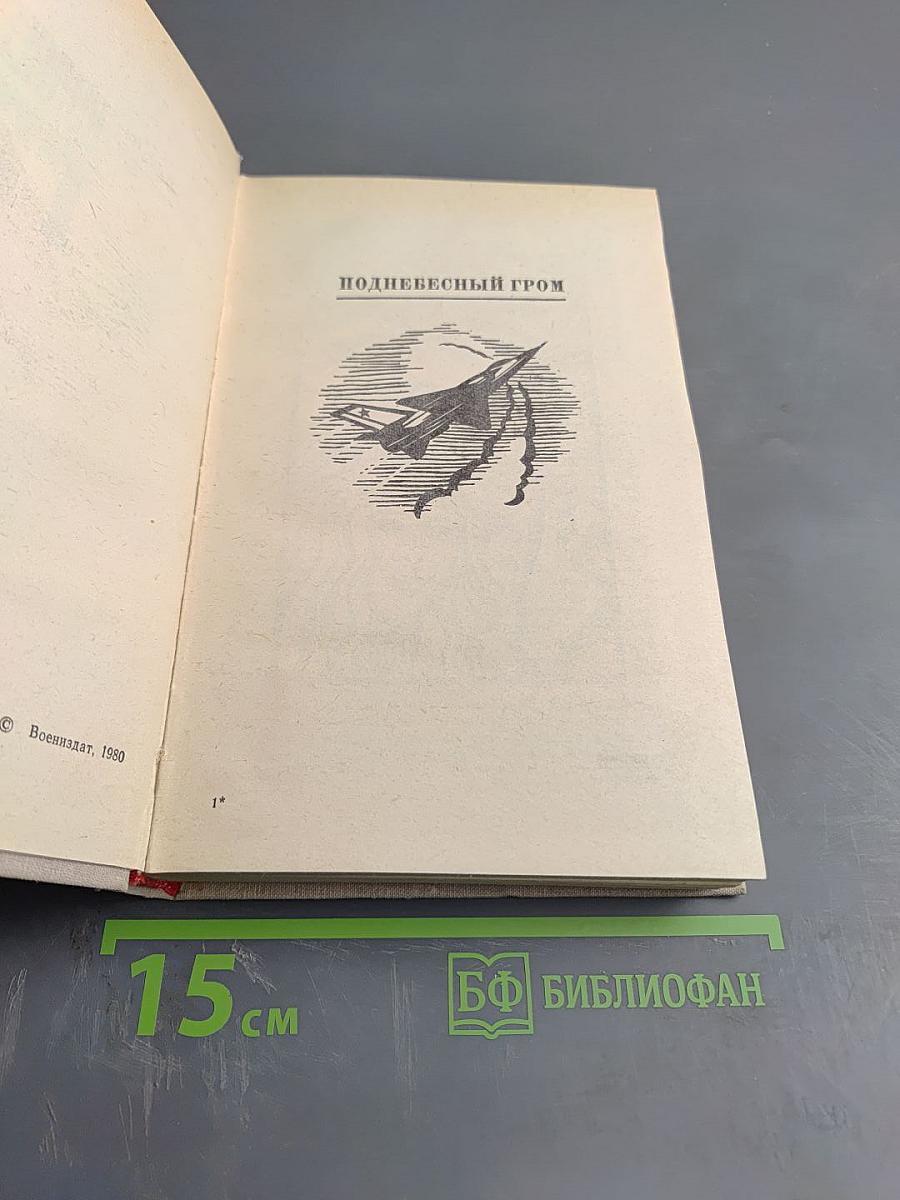 © Воениздат, 1980
ПОДНЕБЕСНЫЙ ГРОМ
1*
15 см
БФ БИБЛИОФАН